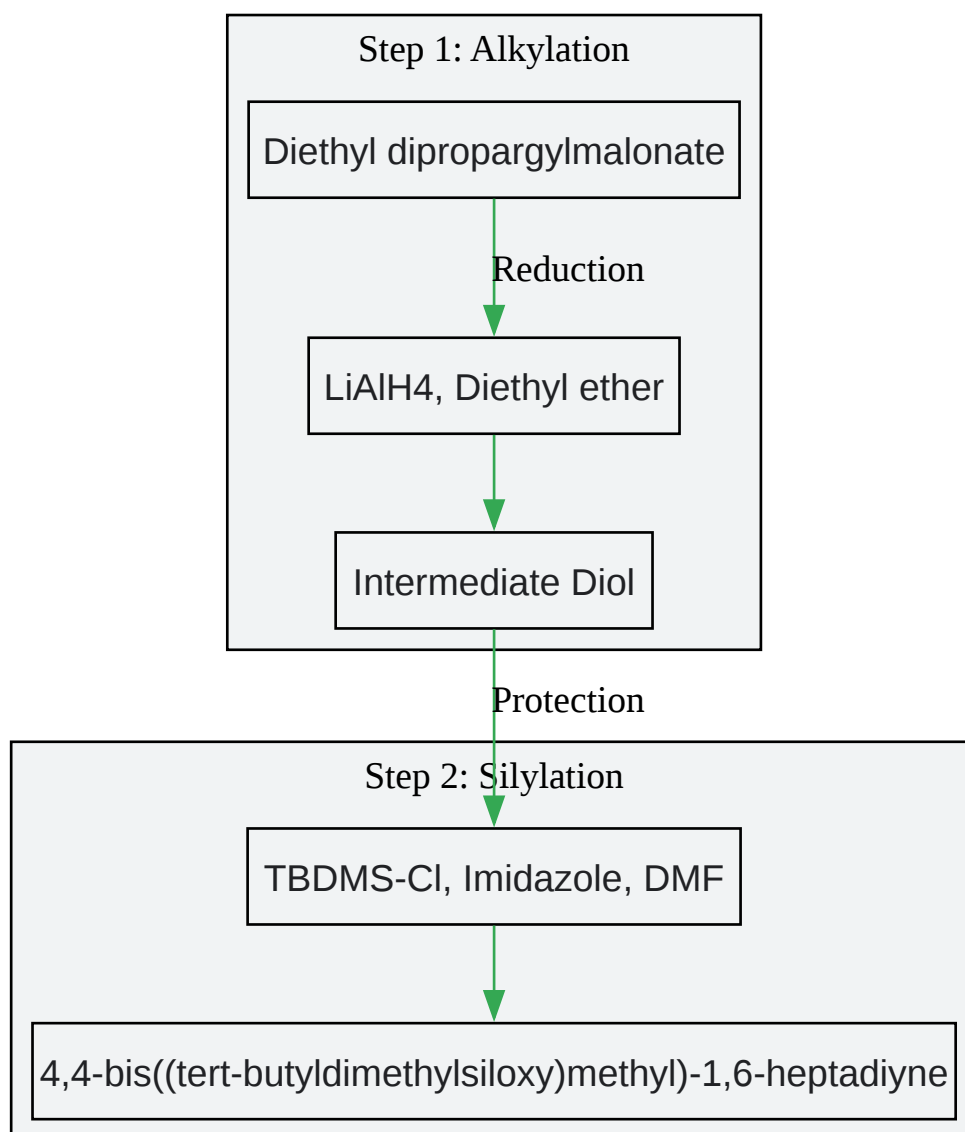 Step 1: Alkylation
Diethyl dipropargylmalonate
Reduction
LiAlH4, Diethyl ether
Intermediate Diol
Protection
Step 2: Silylation
TBDMS-Cl, Imidazole, DMF
4,4-bis((tert-butyldimethylsiloxy)methyl)-1,6-heptadiyne